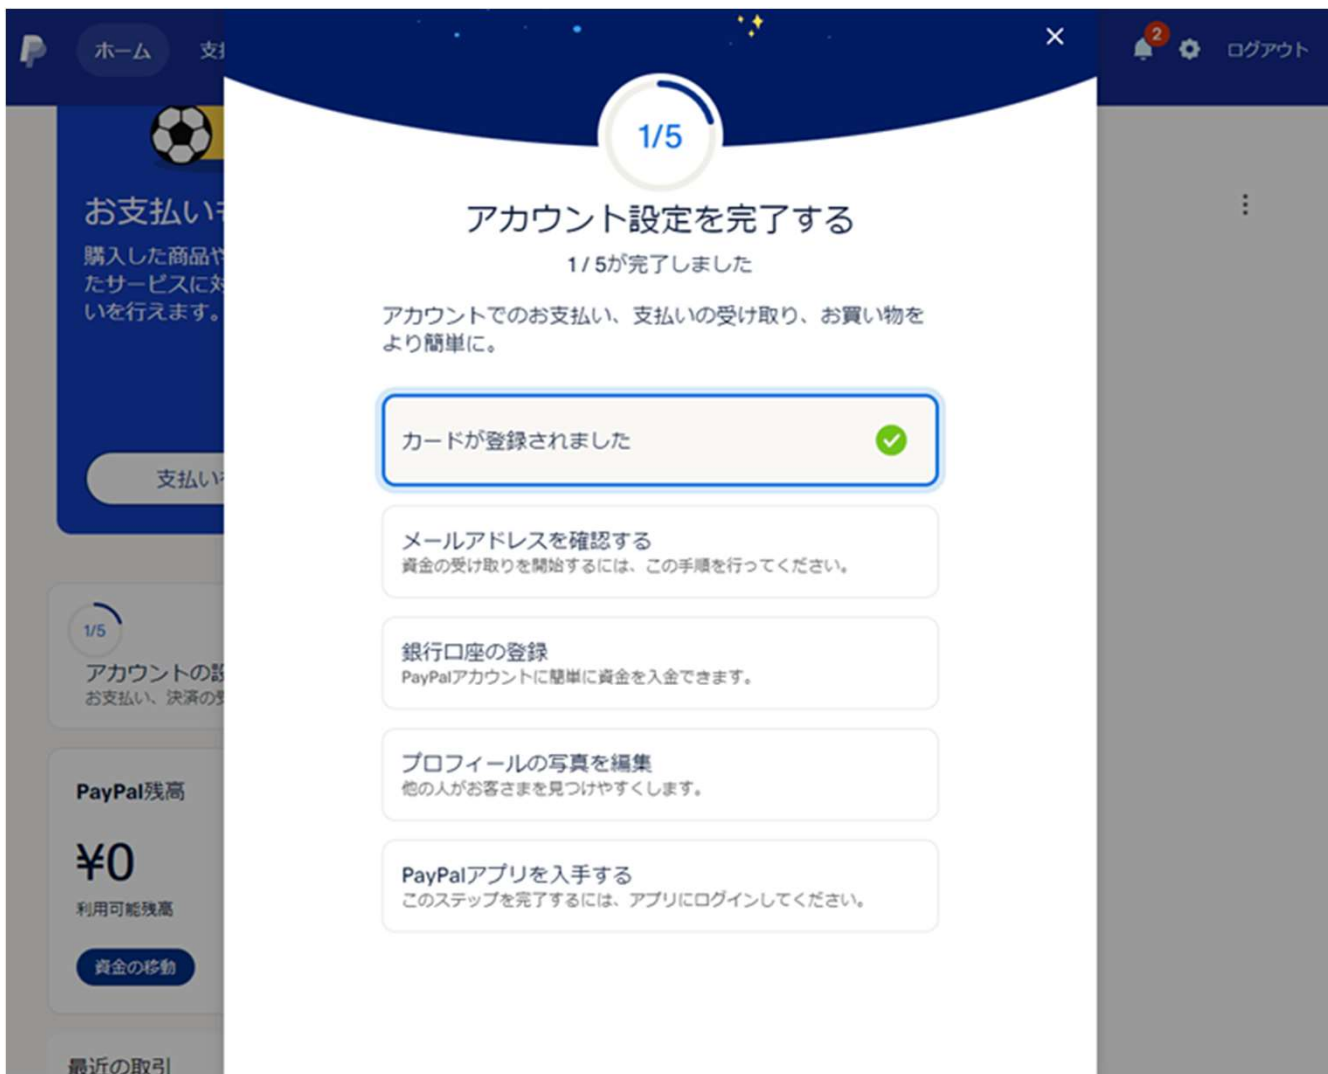 ホーム
支
2
ログアウト
お支払い
購入した商品や
たサービスに対
いを行えます。
支払い
1/5
アカウントの設
お支払い、決済の受
PayPal残高
¥0
利用可能残高
資金の移動
最近の取引
1/5
アカウント設定を完了する
1 / 5が完了しました
アカウントでのお支払い、支払いの受け取り、お買い物を
より簡単に。
カードが登録されました
メールアドレスを確認する
資金の受け取りを開始するには、この手順を行ってください。
銀行口座の登録
PayPalアカウントに簡単に資金を入金できます。
プロフィールの写真を編集
他の人がお客さまを見つけやすくします。
PayPalアプリを入手する
このステップを完了するには、アプリにログインしてください。